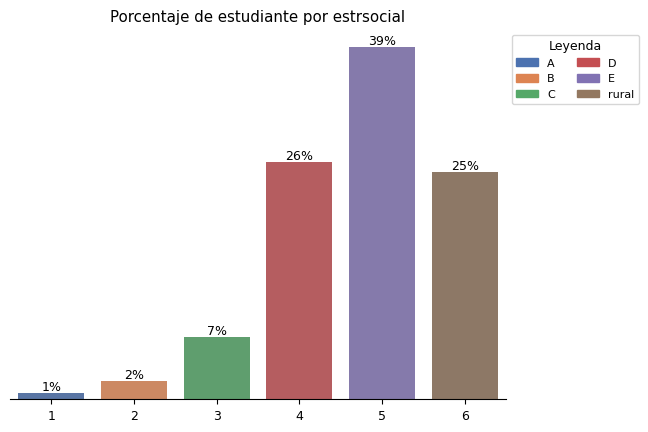 Porcentaje de estudiante por estrsocial
39%
26%
25%
7%
2%
1%
1 2 3 4 5 6
Leyenda
A D
B E
C rural